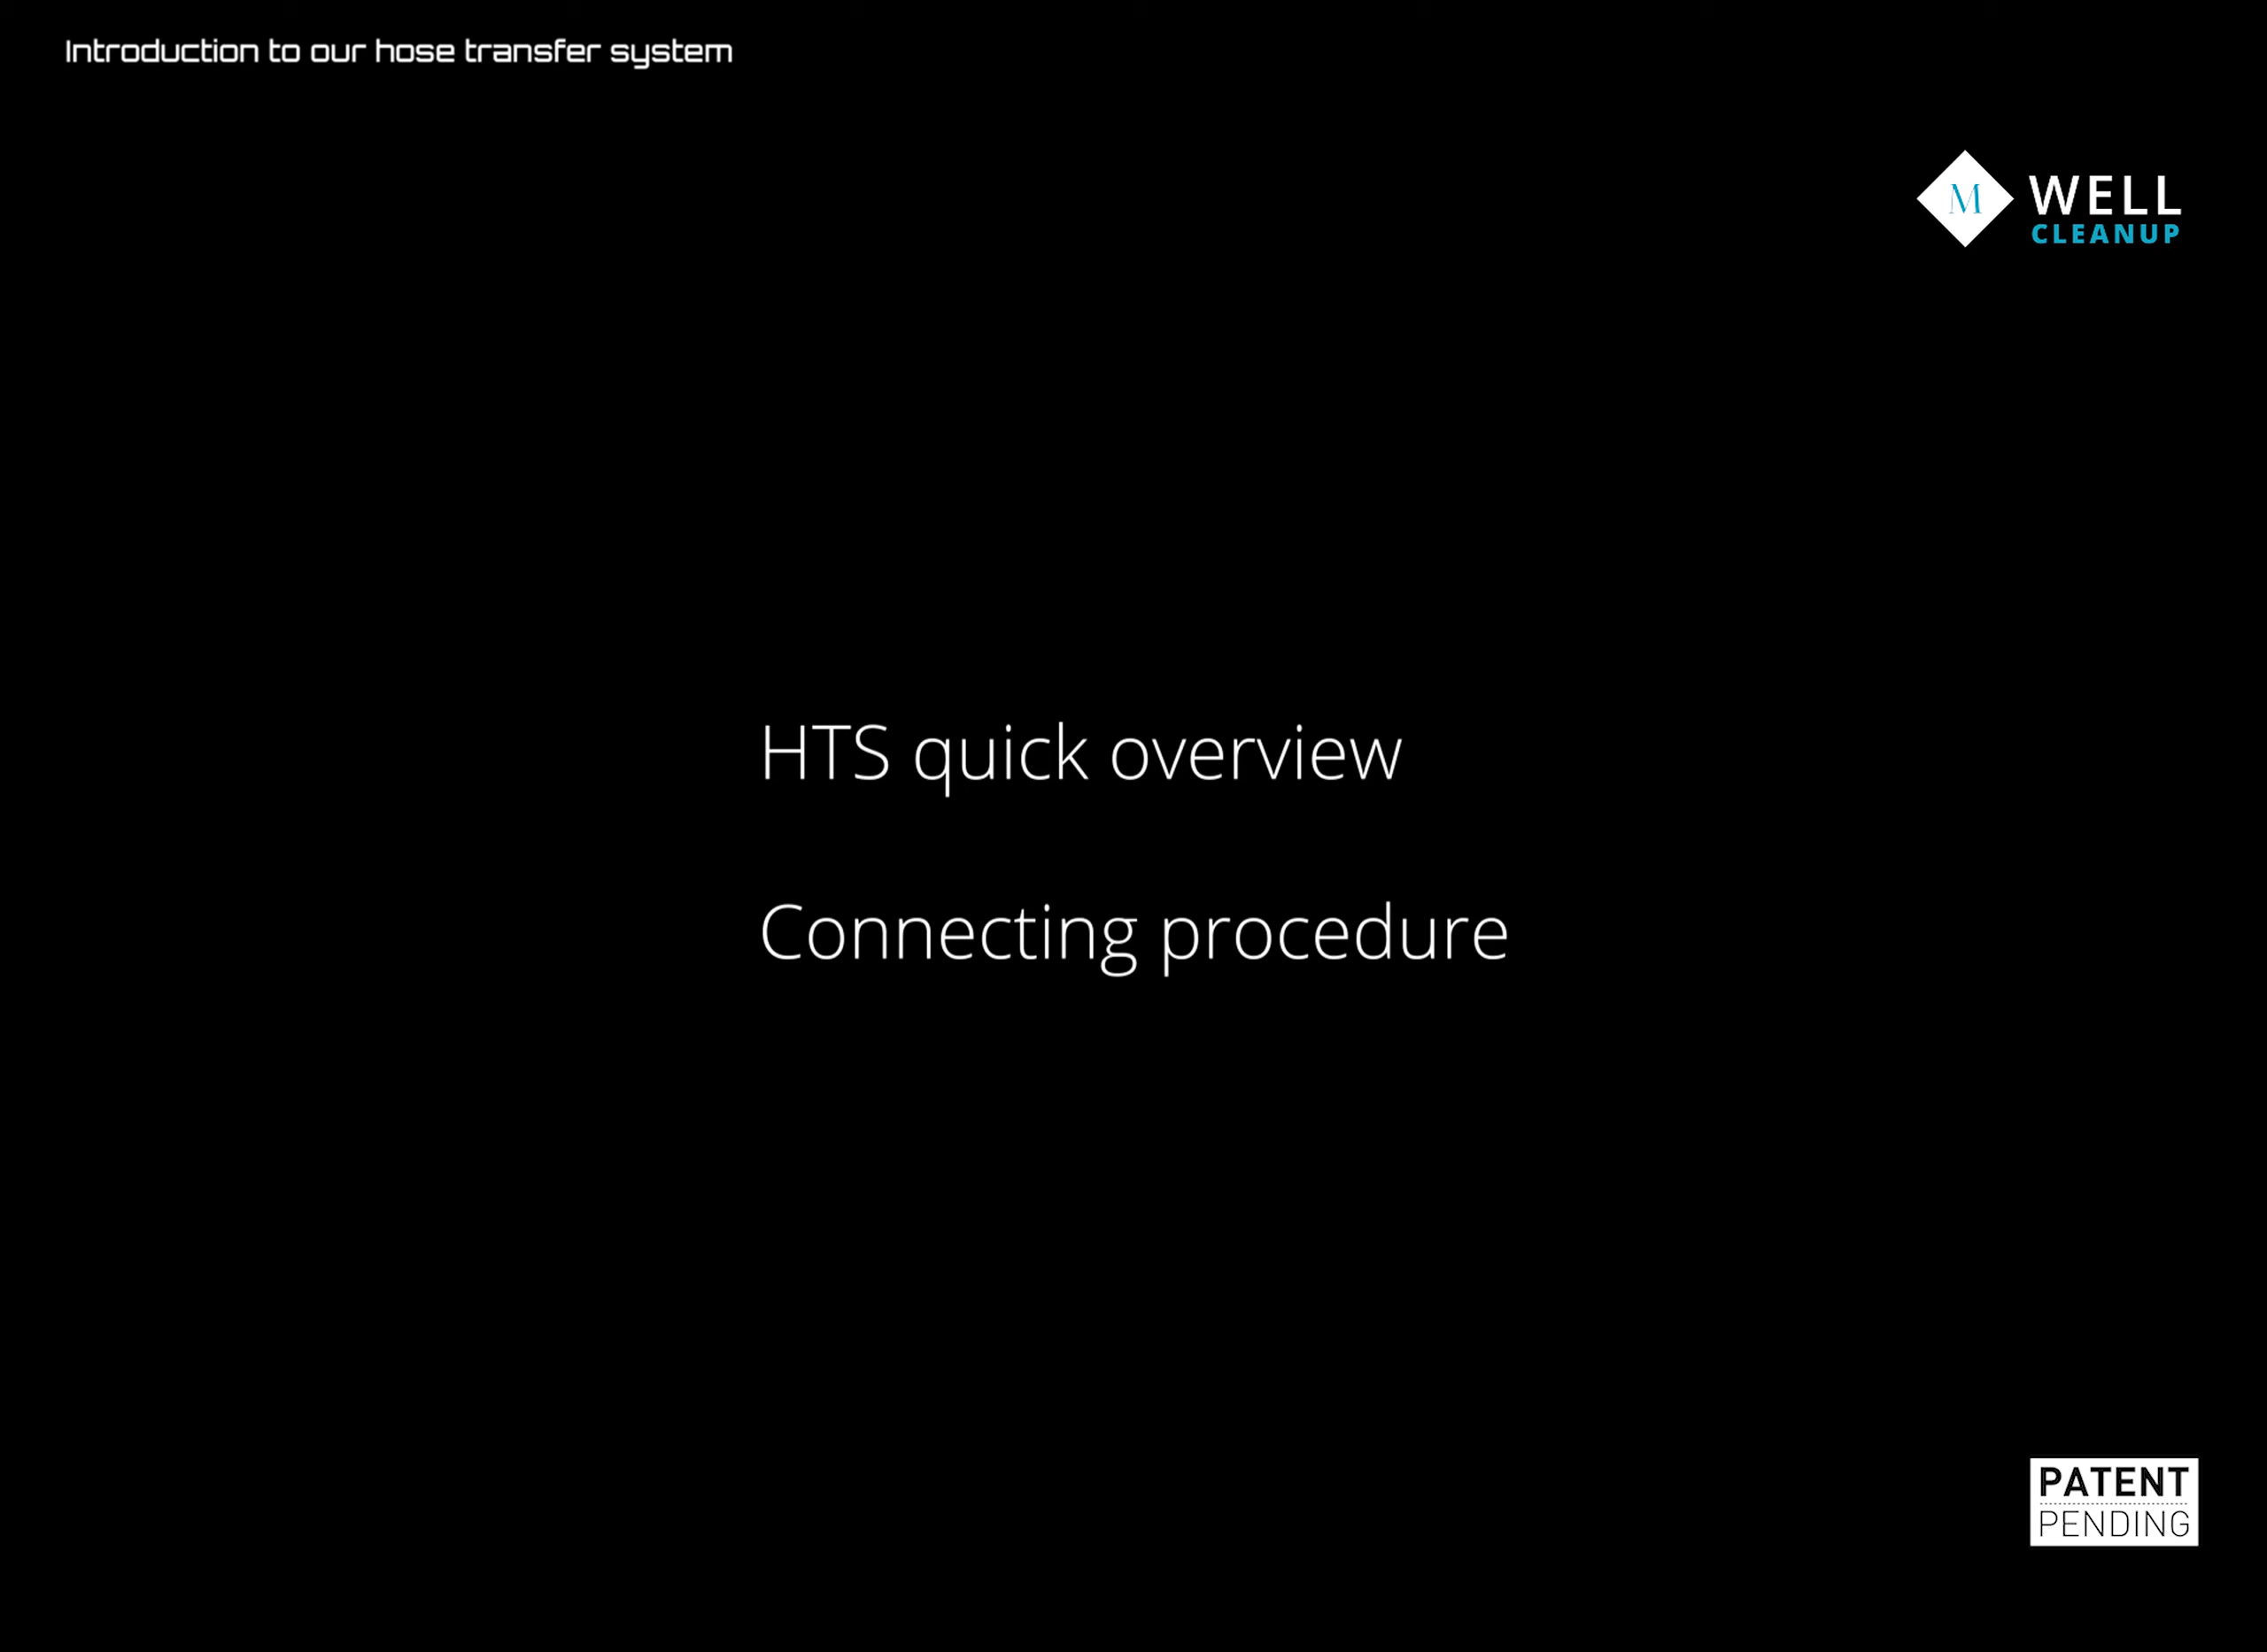 Introduction to our hose transfer system
M
WELL
CLEANUP
HTS quick overview
Connecting procedure
PATENT
PENDING